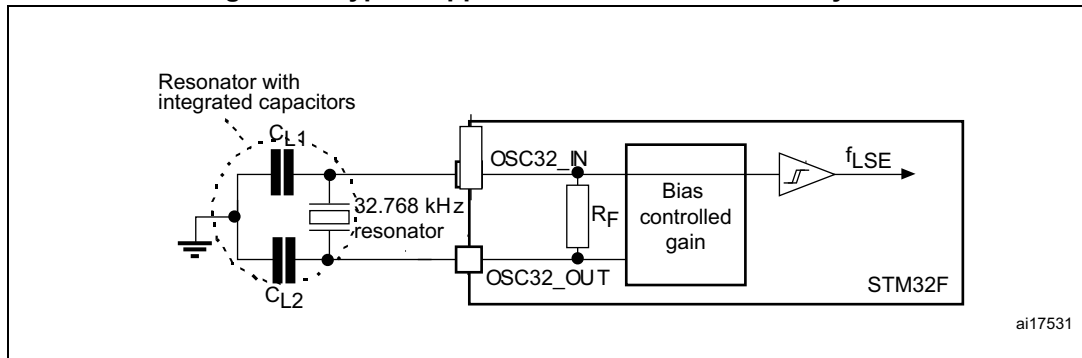 Resonator with
integrated capacitors
CL1
OSC32_IN
fLSE
32.768 kHz
resonator
RF
Bias
controlled
gain
OSC32_OUT
STM32F
CL2
ai17531